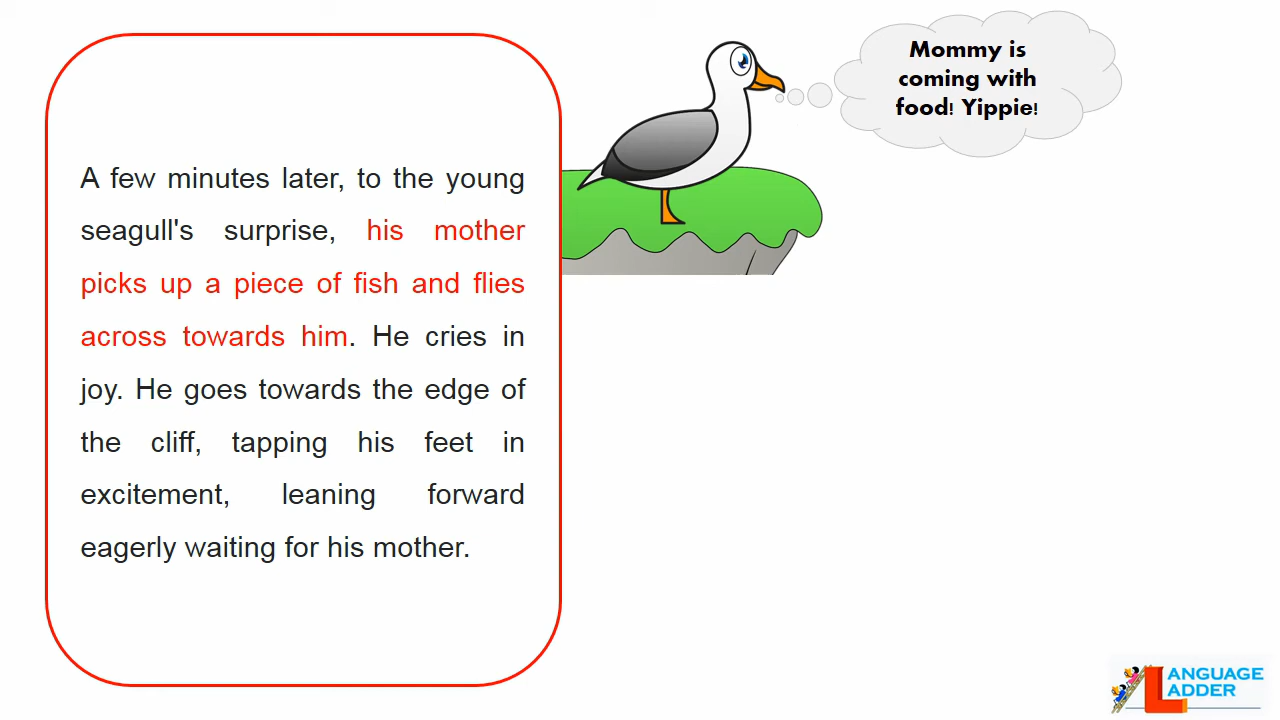 A few minutes later, to the young
seagull's surprise, his mother
picks up a piece of fish and flies
across towards him. He cries in
joy. He goes towards the edge of
the cliff, tapping his feet in
excitement, leaning forward
eagerly waiting for his mother.
Mommy is
coming with
food! Yippie!
LANGUAGE
LADDER